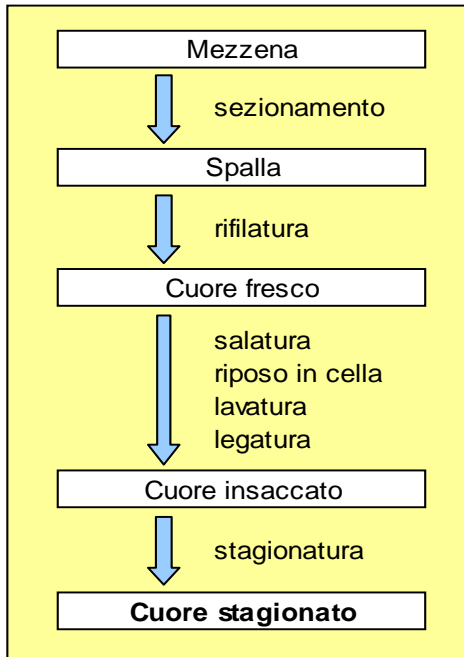 Mezzena
sezionamento
Spalla
rifilatura
Cuore fresco
salatura
riposo in cella
lavatura
legatura
Cuore insaccato
stagionatura
Cuore stagionato